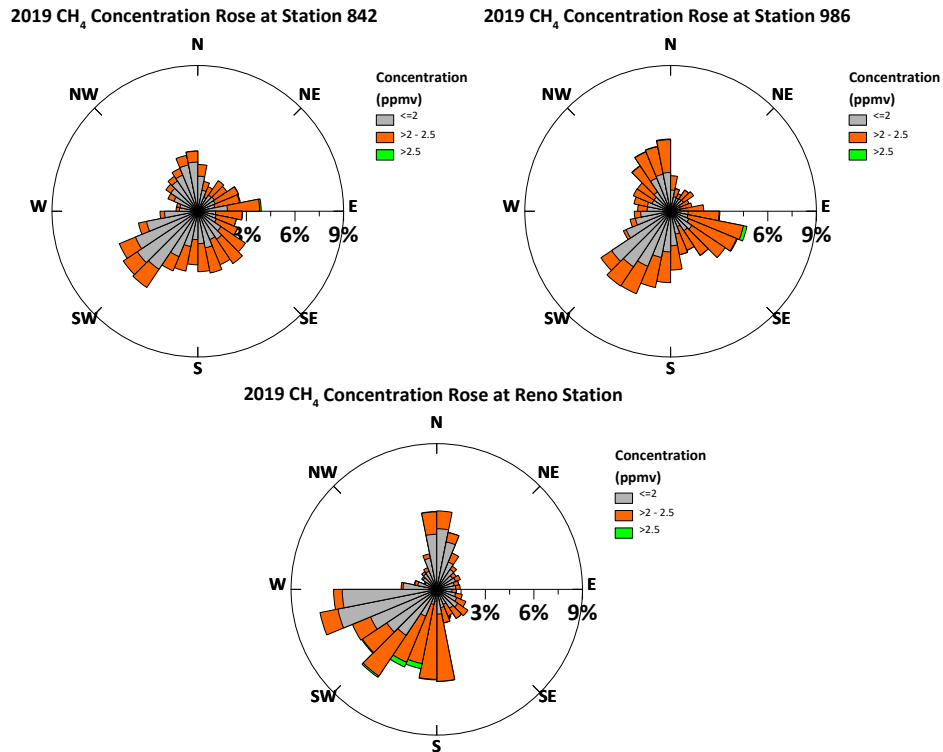 2019 CH4 Concentration Rose at Station 842
N
NW
NE
W
E
3%
6%
9%
SW
SE
S
Concentration
(ppmv)
<=2
>2 - 2.5
>2.5
2019 CH4 Concentration Rose at Station 986
N
NW
NE
W
E
6%
9%
SW
SE
S
Concentration
(ppmv)
<=2
>2 - 2.5
>2.5
2019 CH4 Concentration Rose at Reno Station
N
NW
NE
W
E
3%
6%
9%
SW
SE
S
Concentration
(ppmv)
<=2
>2 - 2.5
>2.5